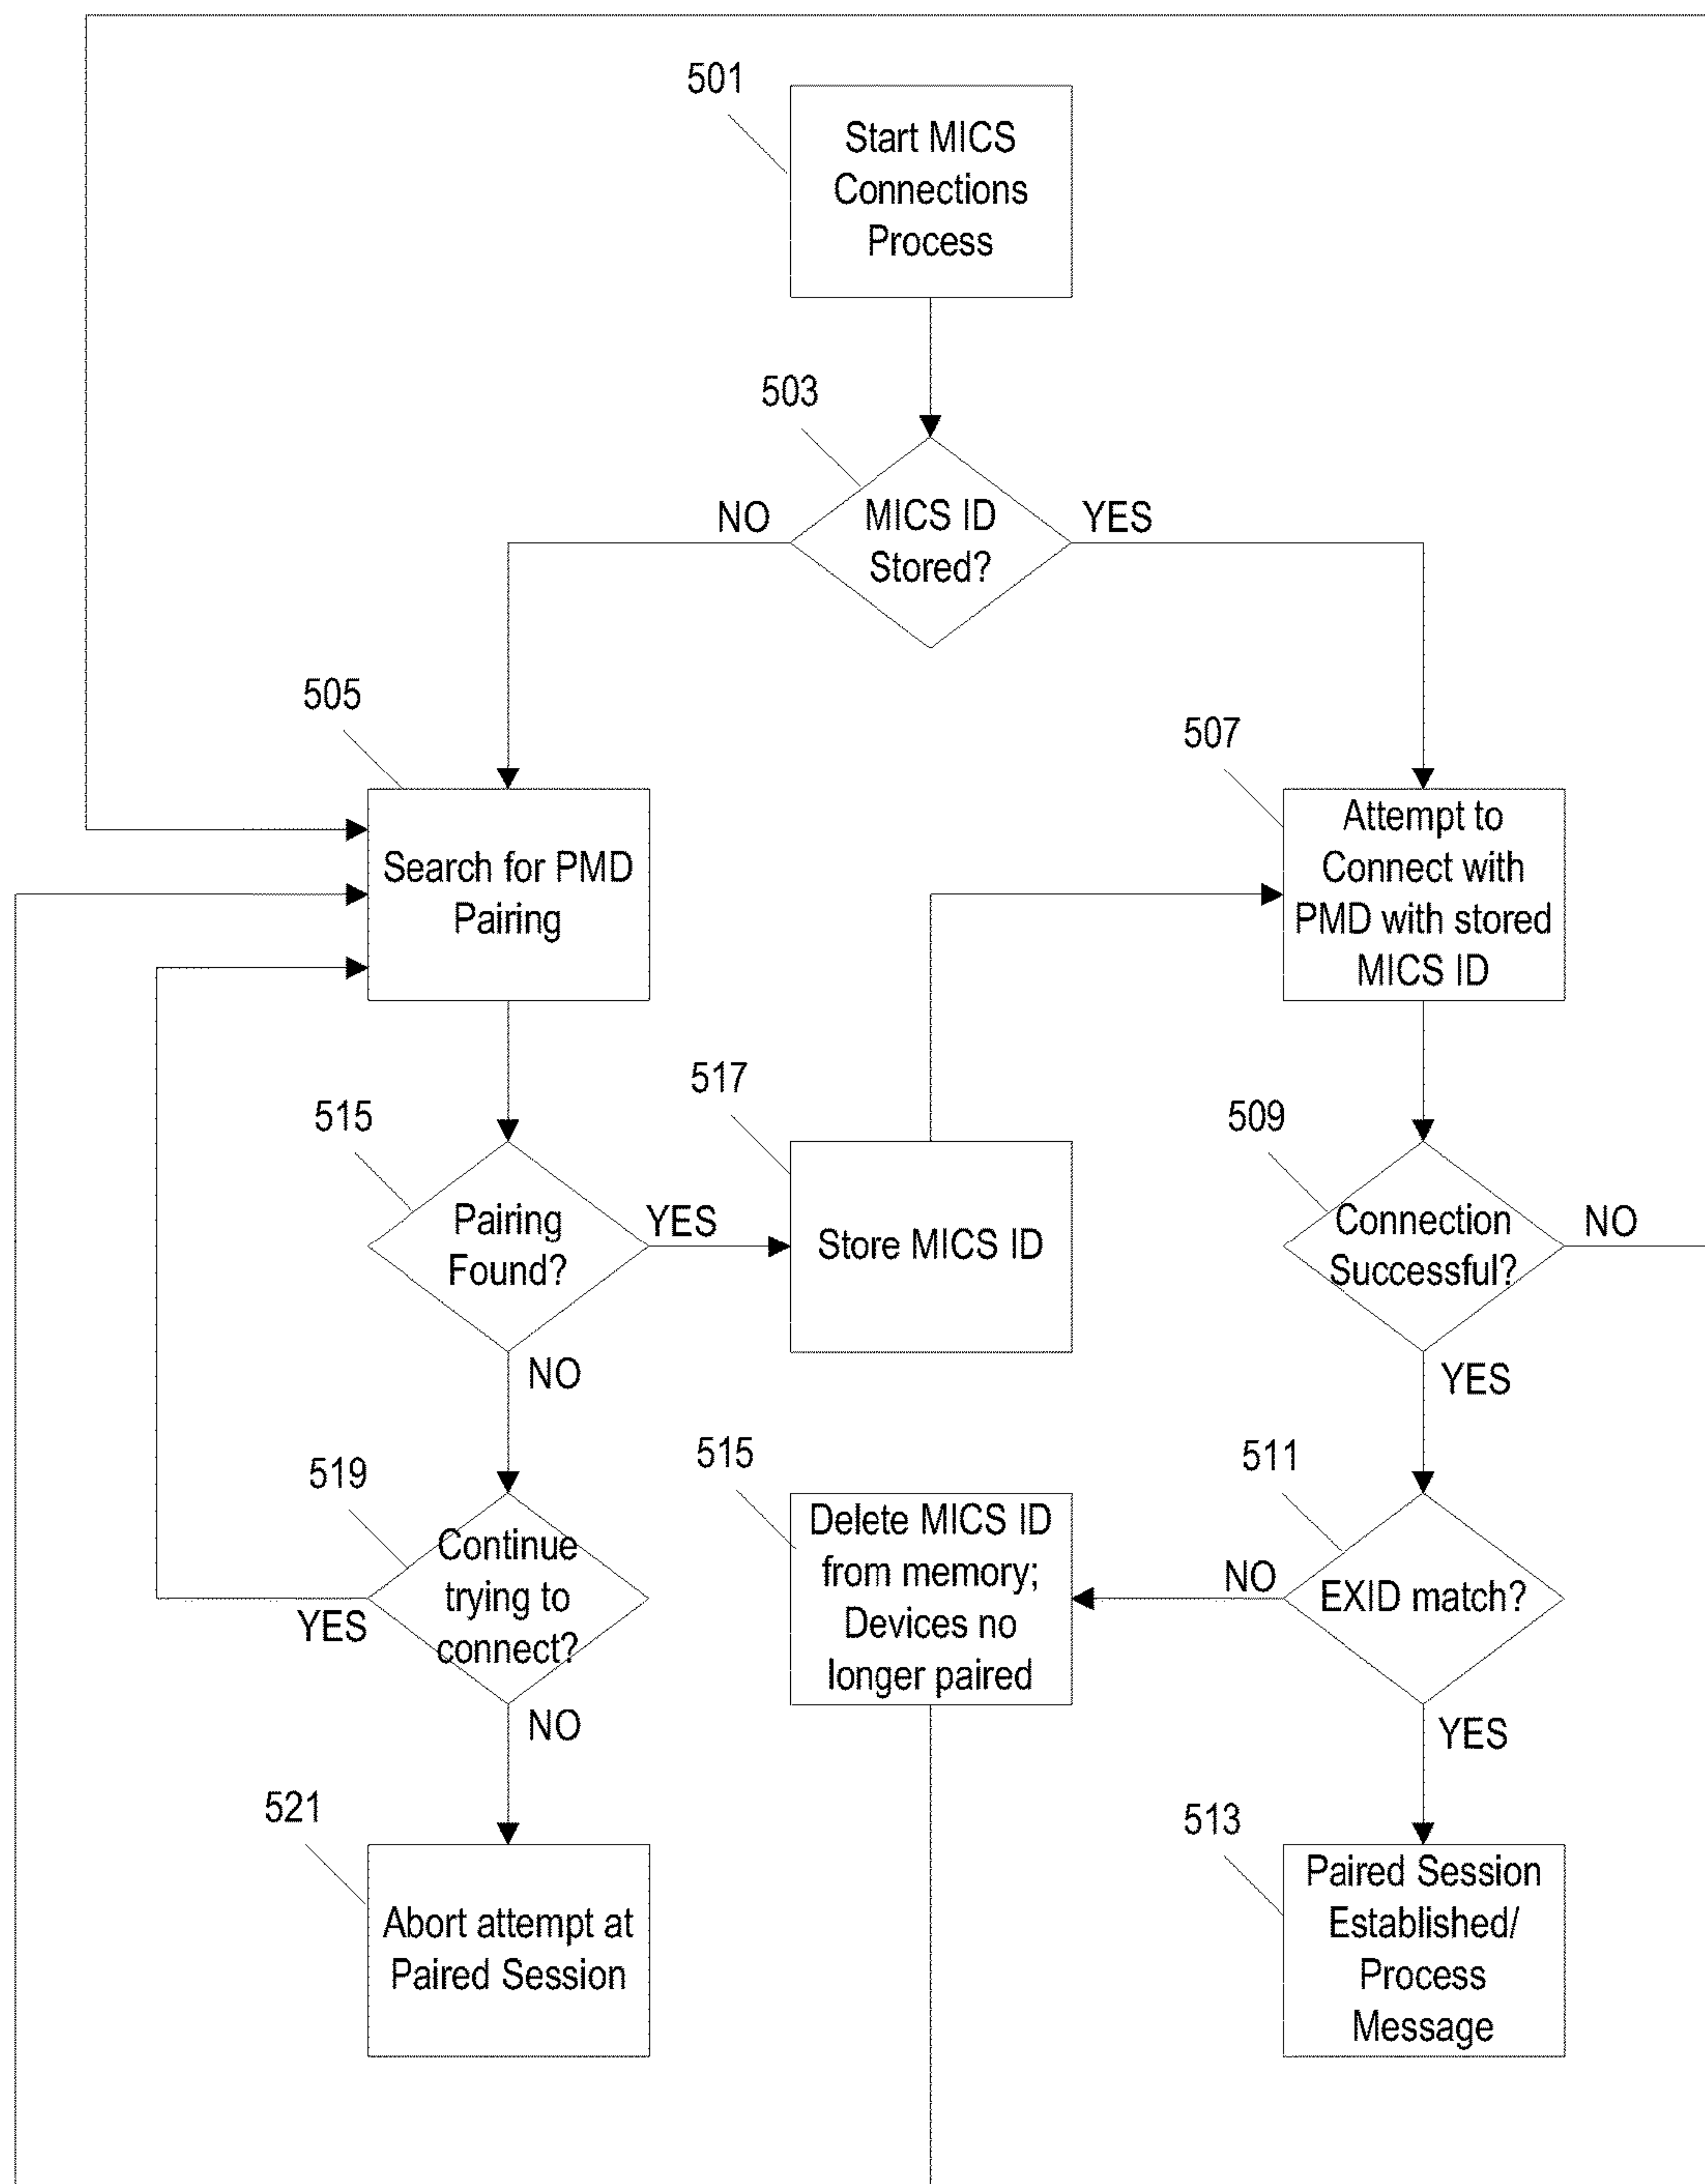 501
Start MICS
Connections
Process
503
NO
MICS ID
Stored?
YES
505
Search for PMD
Pairing
507
Attempt to
Connect with
PMD with stored
MICS ID
515
Pairing
Found?
YES
NO
517
Store MICS ID
509
Connection
Successful?
NO
YES
519
Continue
trying to
connect?
YES
NO
515
Delete MICS ID
from memory;
Devices no
longer paired
511
NO
EXID match?
YES
521
Abort attempt at
Paired Session
513
Paired Session
Established/
Process
Message